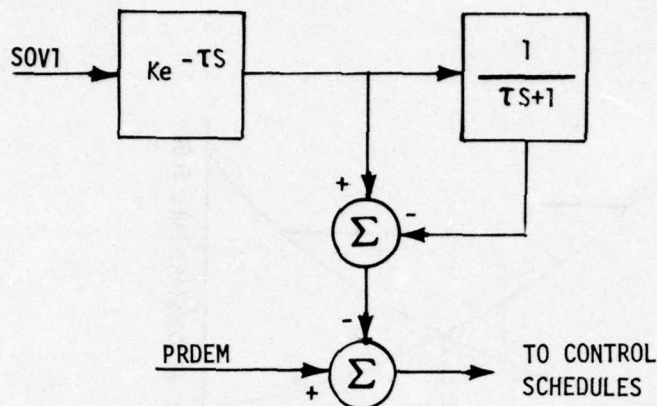 SOV1
Ke^-τS
1
τS+1
+
-
Σ
-
PRDEM
+
Σ
TO CONTROL
SCHEDULES